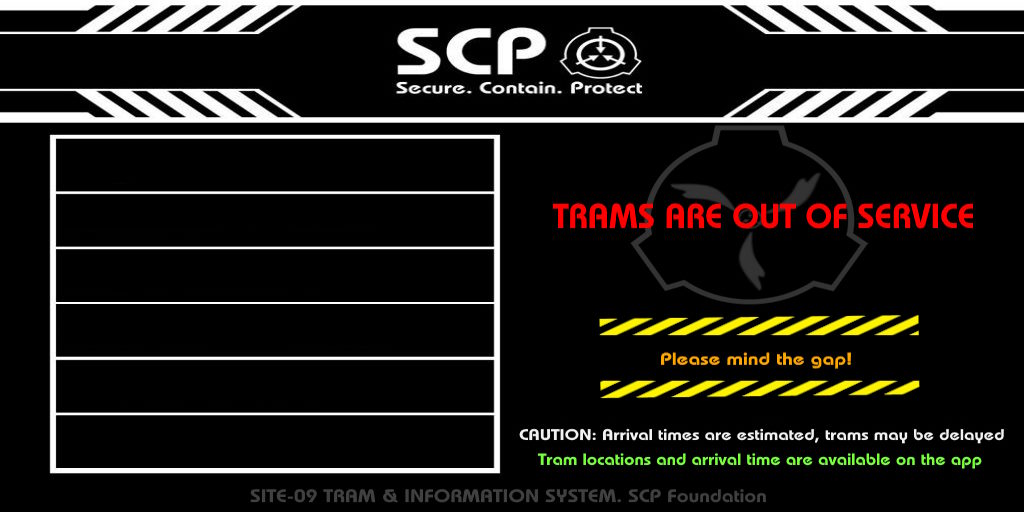 SCP
Secure. Contain. Protect
TRAMS ARE OUT OF SERVICE
Please mind the gap!
CAUTION: Arrival times are estimated, trams may be delayed
Tram locations and arrival time are available on the app
SITE-09 TRAM & INFORMATION SYSTEM. SCP Foundation